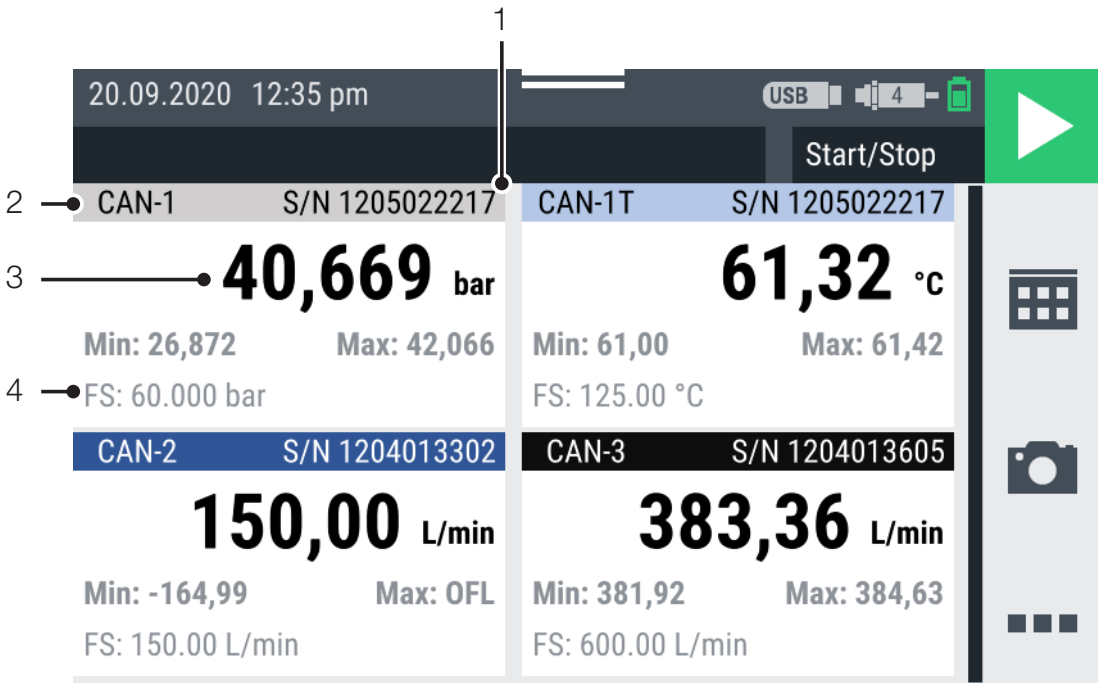 1
20.09.2020 12:35 pm USB 4
Start/Stop
2 CAN-1 S/N 1205022217 CAN-1T S/N 1205022217
3 40,669 bar 61,32 °C
Min: 26,872 Max: 42,066 Min: 61,00 Max: 61,42
4 FS: 60.000 bar FS: 125.00 °C
CAN-2 S/N 1204013302 CAN-3 S/N 1204013605
150,00 L/min 383,36 L/min
Min: -164,99 Max: OFL Min: 381,92 Max: 384,63
FS: 150.00 L/min FS: 600.00 L/min